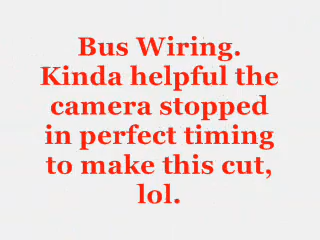 Bus Wiring.
Kinda helpful the
camera stopped
in perfect timing
to make this cut,
lol.